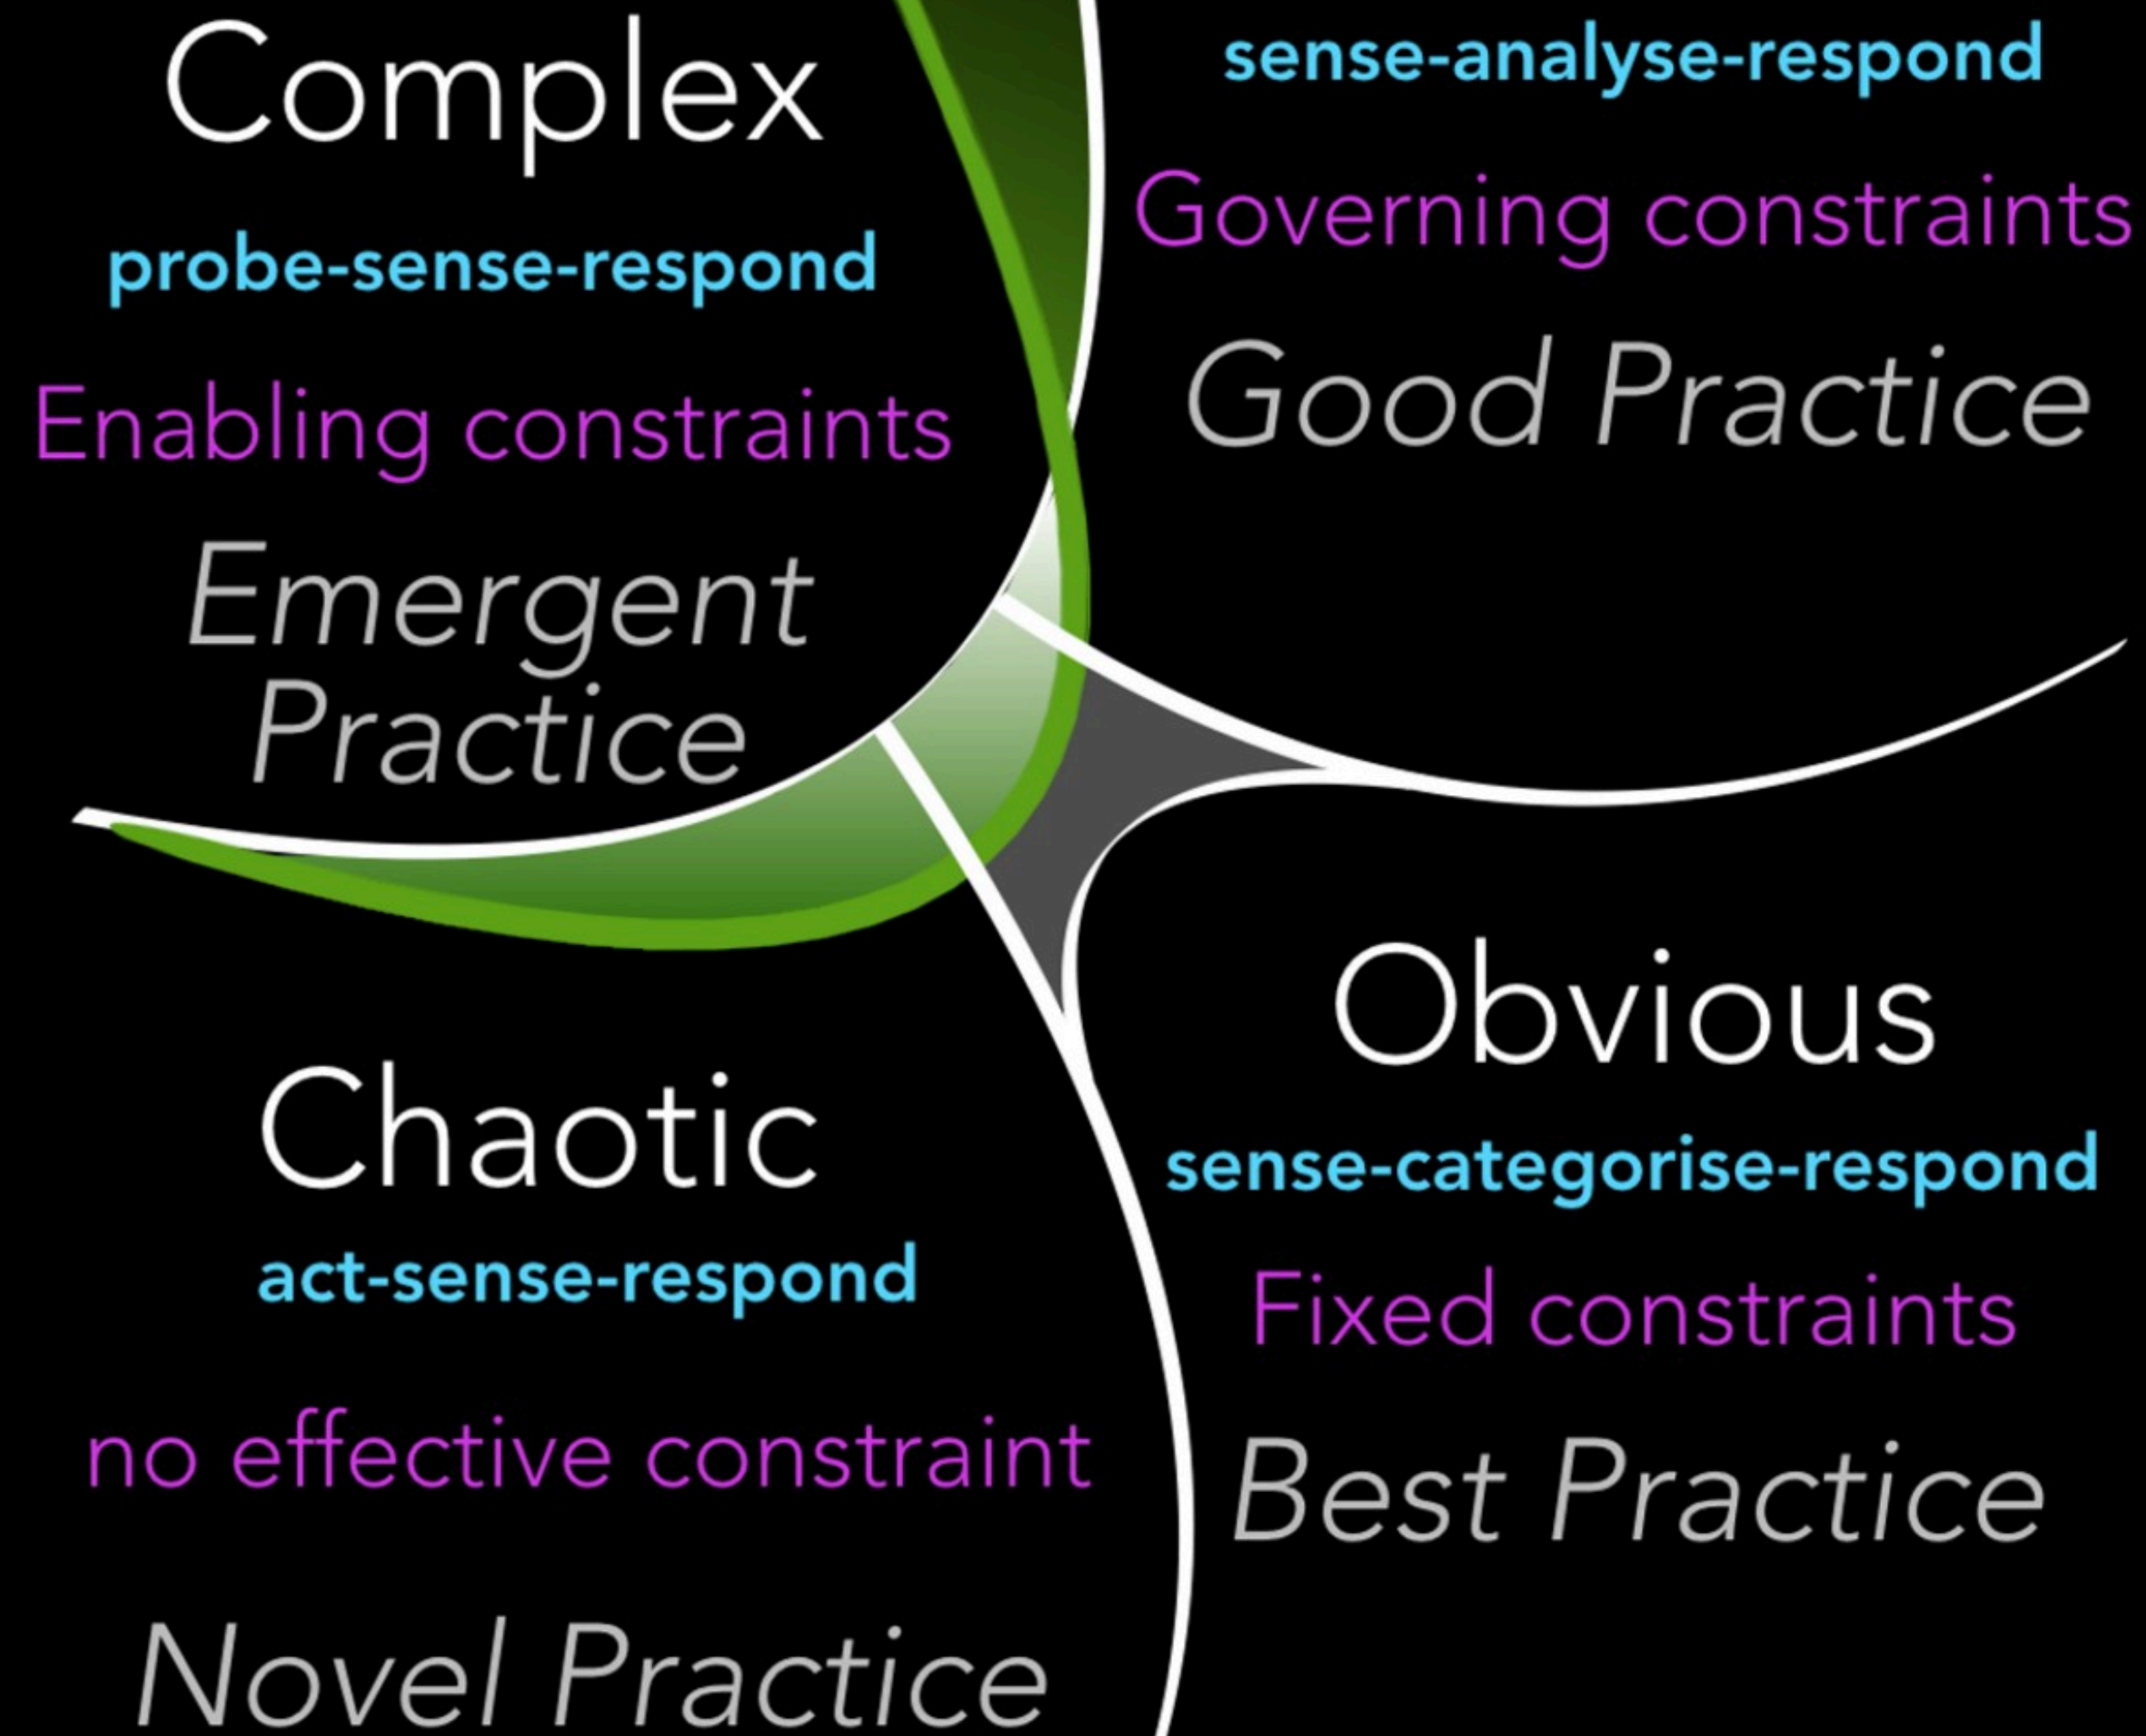 Complex
probe-sense-respond
Enabling constraints
Emergent
Practice
sense-analyse-respond
Governing constraints
Good Practice
Chaotic
act-sense-respond
no effective constraint
Novel Practice
Obvious
sense-categorise-respond
Fixed constraints
Best Practice